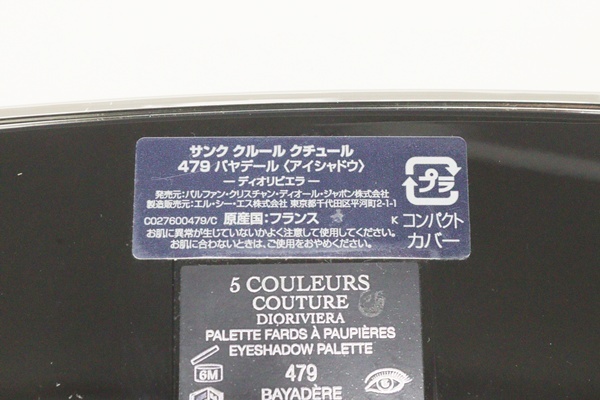 サンク クルール クチュール
479 バヤデール〈アイシャドウ〉
ーディオリビエラー
発売元:パルファン・クリスチャン・ディオール・ジャポン株式会社
製造元:エル・シー・エス株式会社 東京都千代田区平河町2-1-1
C027600479/C 原産国:フランス
お肌に異常が生じていないかよく注意して使用してください。
お肌に合わないときは、ご使用をおやめください。
プラ
K コンパクト
カバー
5 COULEURS
COUTURE
DIORIVIERA
PALETTE FARDS À PAUPIÈRES
EYESHADOW PALETTE
6M
479
BAYADÈRE